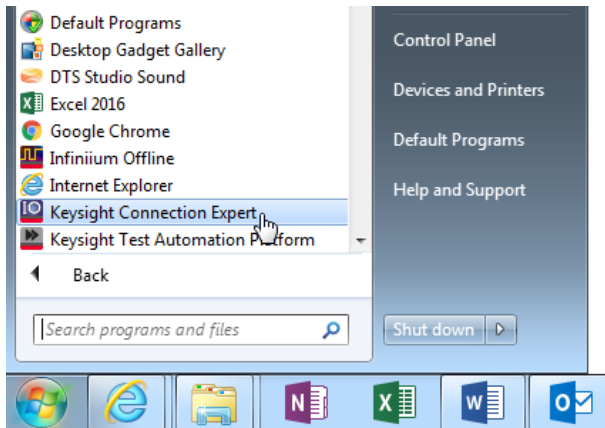 Default Programs
Desktop Gadget Gallery
DTS Studio Sound
Excel 2016
Google Chrome
Infiniium Offline
Internet Explorer
Keysight Connection Expert
Keysight Test Automation Platform
Back
Search programs and files
Control Panel
Devices and Printers
Default Programs
Help and Support
Shut down